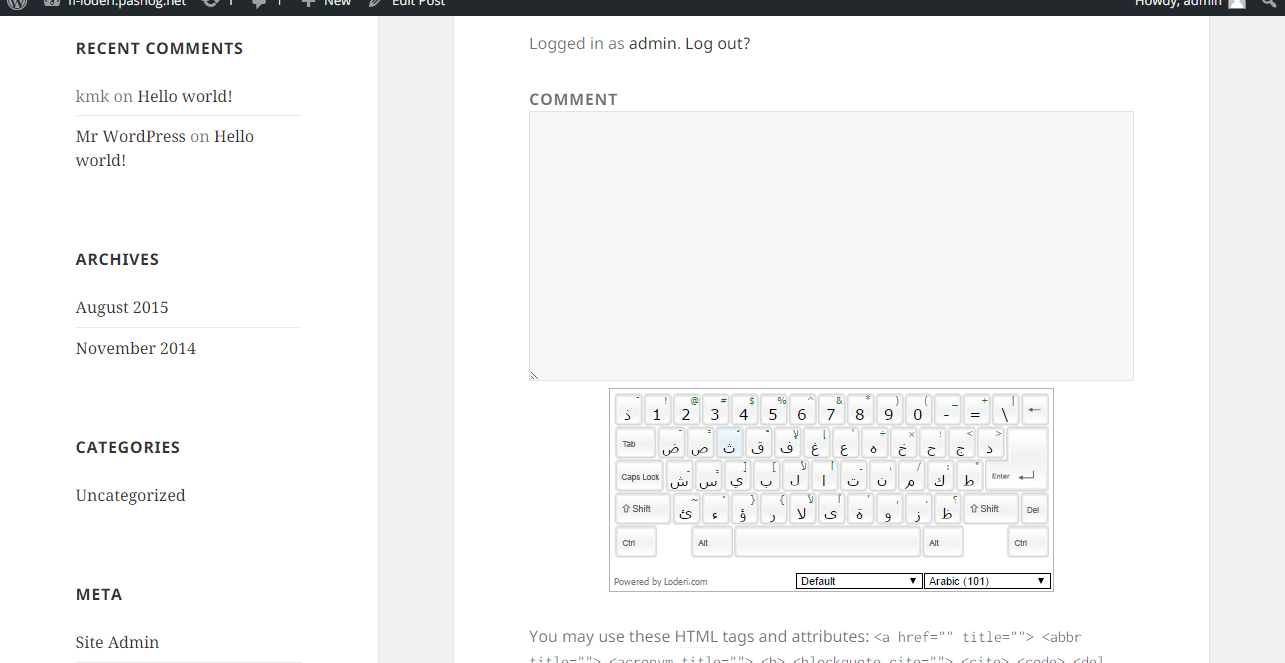 fi-loderi.pashog.net 1 1 New Edit Post
Howdy, admin
RECENT COMMENTS
kmk on Hello world!
Mr WordPress on Hello
world!
ARCHIVES
August 2015
November 2014
CATEGORIES
Uncategorized
META
Site Admin
Logged in as admin. Log out?
COMMENT
ذ 1 ! 2 @ 3 # 4 $ 5 % 6 ^ 7 & 8 * 9 ) 0 ( - _ = + \ |
Tab ض ص ث ق ف غ ع ه خ ح ج د
Caps Lock ش س ي ب ل ا ت ن م ك ط Enter
Shift ئ ء ؤ ر لا ى ة و ز ظ Shift Del
Ctrl Alt Alt Ctrl
Powered by Loderi.com Default Arabic (101)
You may use these HTML tags and attributes: <a href="" title=""> <abbr
title=""> <acronym title=""> <b> <blockquote cite=""> <cite> <code> <del